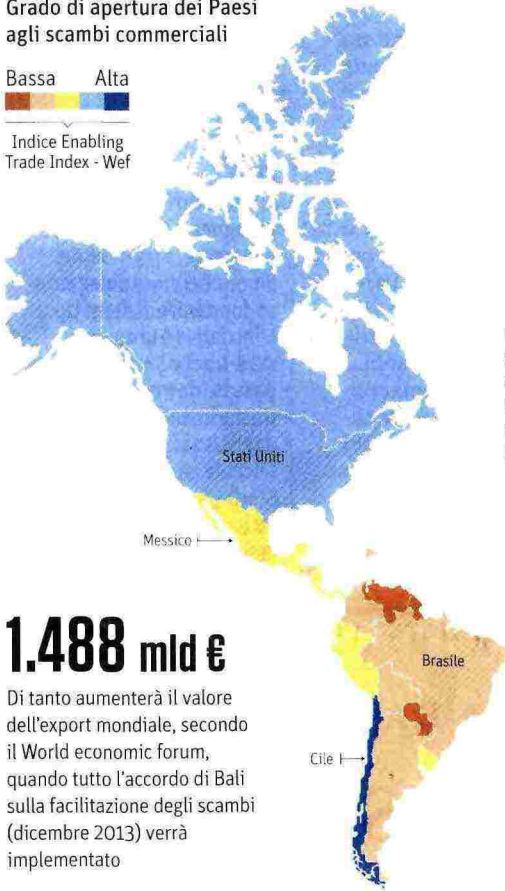 Grado di apertura dei Paesi
agli scambi commerciali
Bassa Alta
Indice Enabling
Trade Index - Wef
Stati Uniti
Messico
Brasile
Cile
1.488 mld €
Di tanto aumenterà il valore
dell'export mondiale, secondo
il World economic forum,
quando tutto l'accordo di Bali
sulla facilitazione degli scambi
(dicembre 2013) verrà
implementato